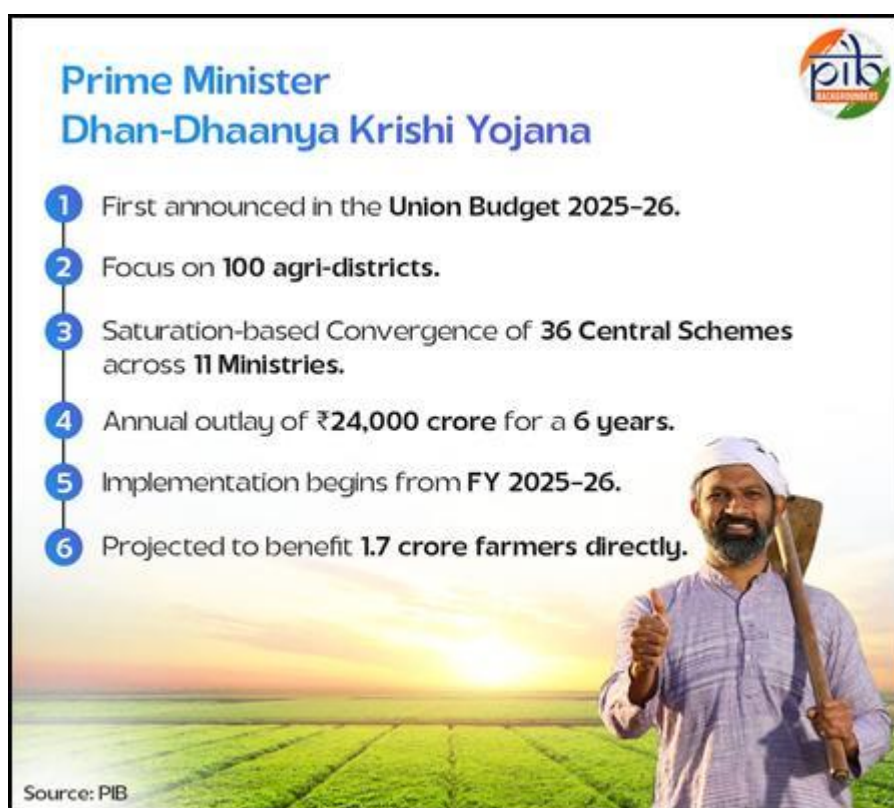 Prime Minister
Dhan-Dhaanya Krishi Yojana
pib
BACKGROUNDERS
1 First announced in the Union Budget 2025–26.
2 Focus on 100 agri-districts.
3 Saturation-based Convergence of 36 Central Schemes
across 11 Ministries.
4 Annual outlay of ₹24,000 crore for a 6 years.
5 Implementation begins from FY 2025–26.
6 Projected to benefit 1.7 crore farmers directly.
Source: PIB